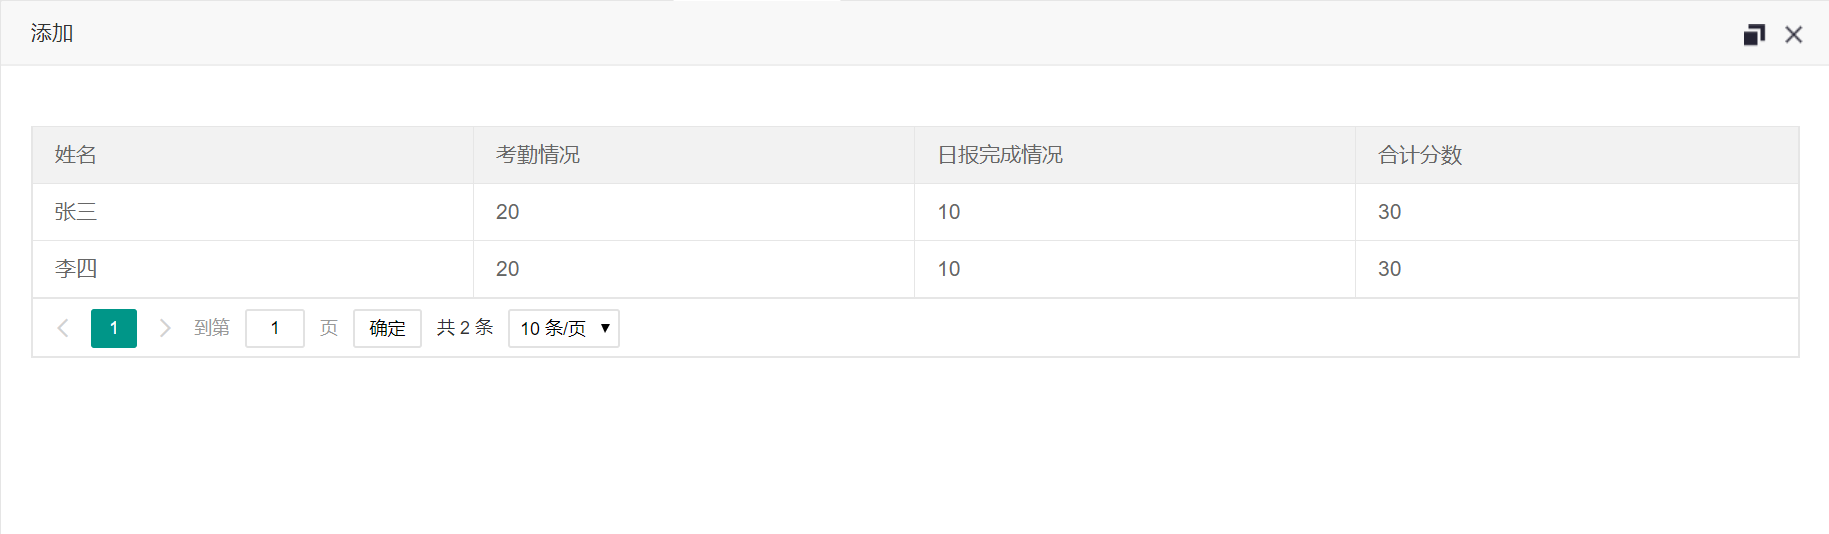 添加
姓名 考勤情况 日报完成情况 合计分数
张三 20 10 30
李四 20 10 30
1 到第 1 页 确定 共 2 条 10 条/页